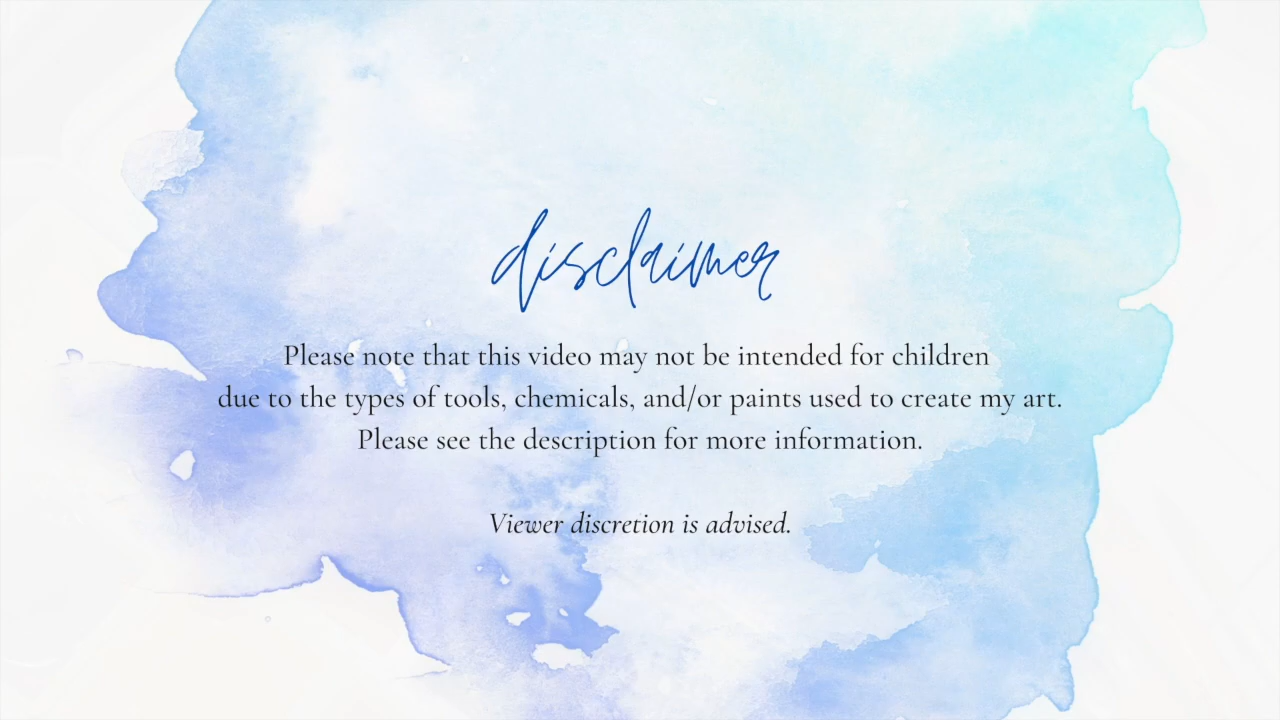 disclaimer
Please note that this video may not be intended for children
due to the types of tools, chemicals, and/or paints used to create my art.
Please see the description for more information.
Viewer discretion is advised.